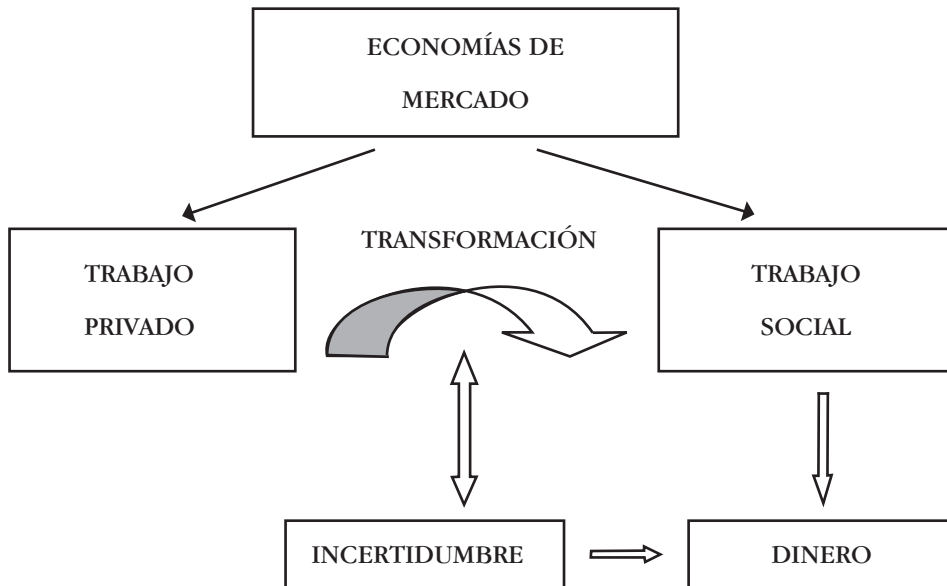 ECONOMÍAS DE
MERCADO
TRANSFORMACIÓN
TRABAJO
PRIVADO
TRABAJO
SOCIAL
INCERTIDUMBRE
DINERO